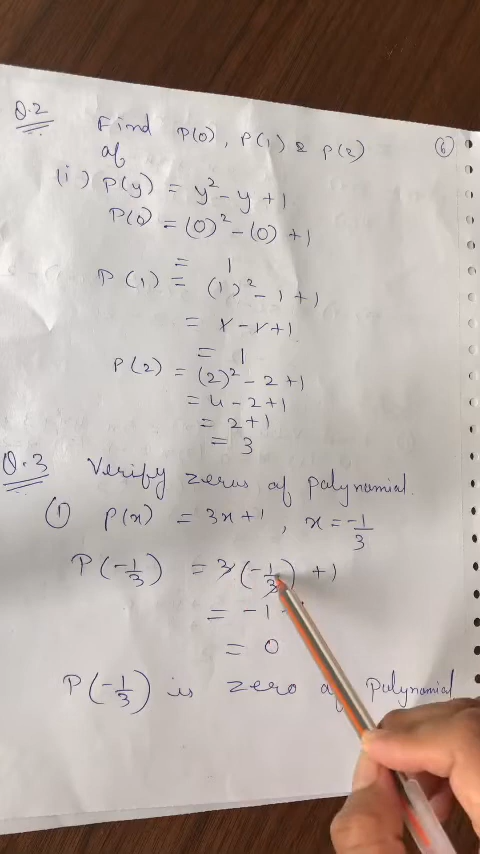 Q.2 Find P(0), P(1) & P(2) ⑥
of
(i) P(y) = y² - y + 1
P(0) = (0)² - (0) + 1
= 1
P(1) = (1)² - 1 + 1
= 1 - 1 + 1
= 1
P(2) = (2)² - 2 + 1
= 4 - 2 + 1
= 2 + 1
= 3
Q.3 Verify zeros of polynomial.
① P(x) = 3x + 1, x = -1/3
P(-1/3) = 3(-1/3) + 1
= -1
= 0
P(-1/3) is zero of Polynomial